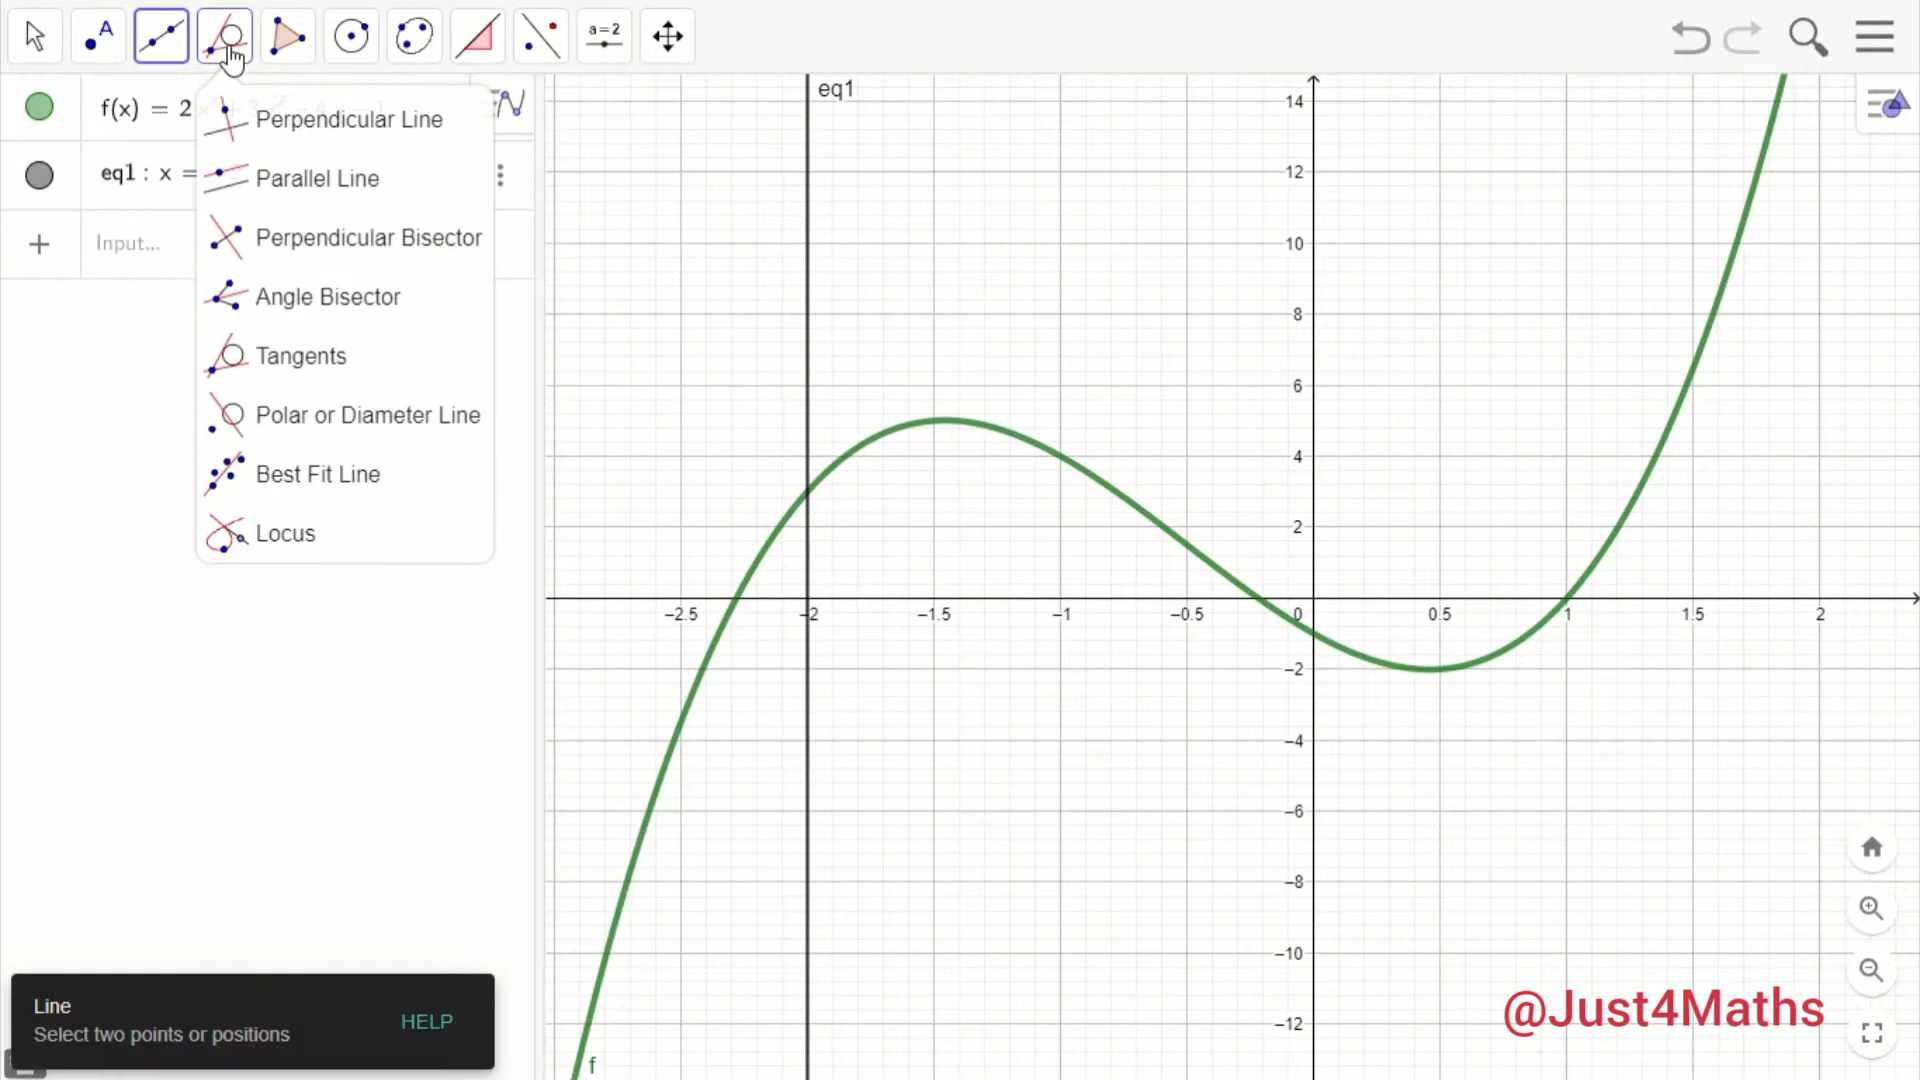 A
a=2
f(x) = 2
eq1 : x =
Input...
Perpendicular Line
Parallel Line
Perpendicular Bisector
Angle Bisector
Tangents
Polar or Diameter Line
Best Fit Line
Locus
eq1
14
12
10
8
6
4
2
−2.5
−2
−1.5
−1
−0.5
0
0.5
1
1.5
2
−2
−4
−6
−8
−10
−12
f
Line
Select two points or positions
HELP
@Just4Maths